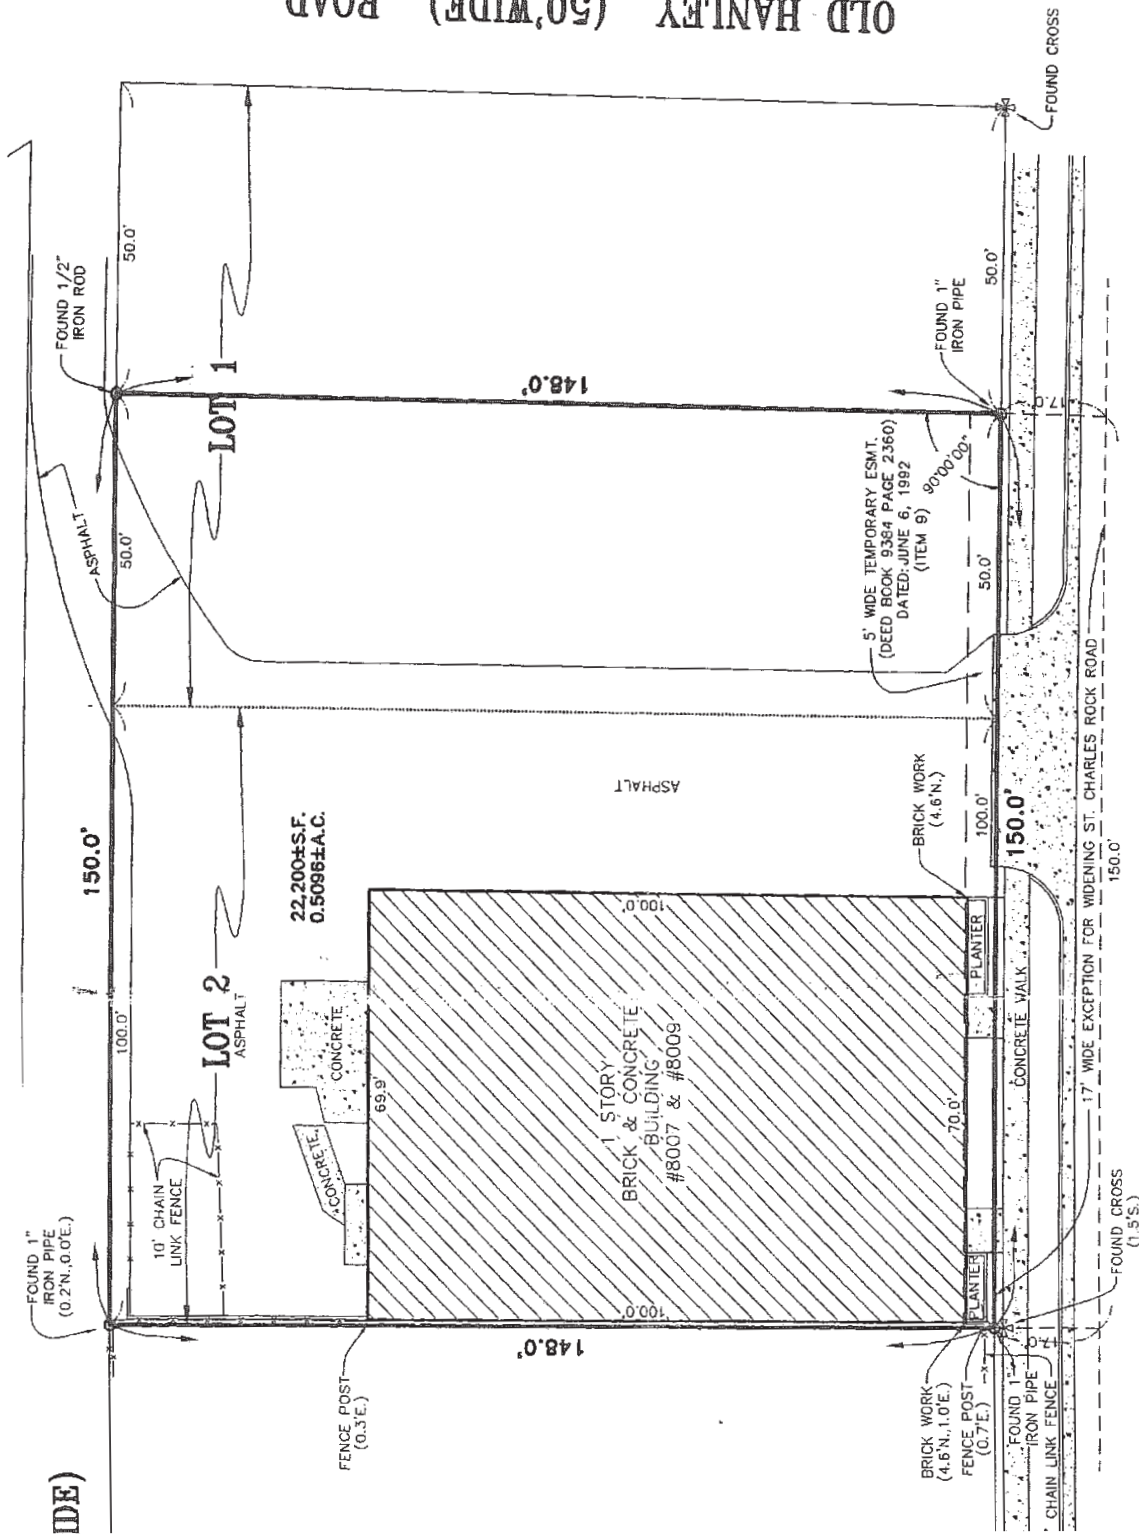 OLD HANLEY (50'WIDE) ROAD
FOUND CROSS
50.0'
FOUND 1/2"
IRON ROD
50.0'
FOUND 1"
IRON PIPE
LOT 1
148.0'
17.0'
ASPHALT
50.0'
5' WIDE TEMPORARY ESMT.
(DEED BOOK 9384 PAGE 2360)
DATED: JUNE 6, 1992
(ITEM 9)
90°00'00"
50.0'
150.0'
ASPHALT
BRICK WORK
(4.6'N.)
100.0'
150.0'
22,200±S.F.
0.5096±A.C.
100.0'
PLANTER
100.0'
LOT 2
ASPHALT
CONCRETE
69.9'
CONCRETE
1 STORY
BRICK & CONCRETE
BUILDING
#8007 & #8009
70.0'
CONCRETE WALK
17' WIDE EXCEPTION FOR WIDENING ST. CHARLES ROCK ROAD
150.0'
10' CHAIN
LINK FENCE
FOUND 1"
IRON PIPE
(0.2'N.,0.0'E.)
100.0'
PLANTER
148.0'
17.0'
FOUND CROSS
(1.5'S.)
FENCE POST
(0.3'E.)
BRICK WORK
(4.6'N.,1.0'E.)
FENCE POST
(0.7'E.)
FOUND 1"
IRON PIPE
' CHAIN LINK FENCE
IDE)